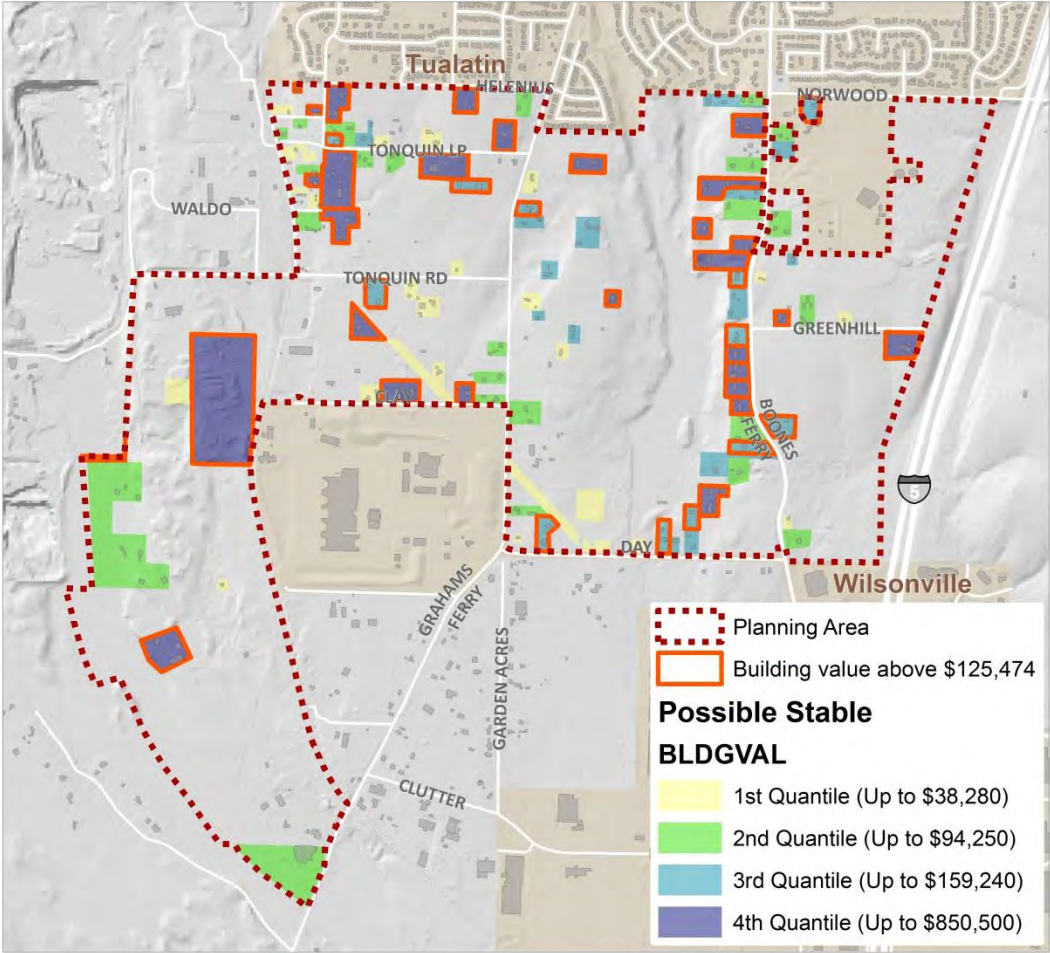 Tualatin
HELENIUS
NORWOOD
TONQUIN LP
WALDO
TONQUIN RD
GREENHILL
CLAY
BOONES
FERRY
5
DAY
Wilsonville
GRAHAMS
FERRY
GARDEN ACRES
CLUTTER
Planning Area
Building value above $125,474
Possible Stable
BLDGVAL
1st Quantile (Up to $38,280)
2nd Quantile (Up to $94,250)
3rd Quantile (Up to $159,240)
4th Quantile (Up to $850,500)